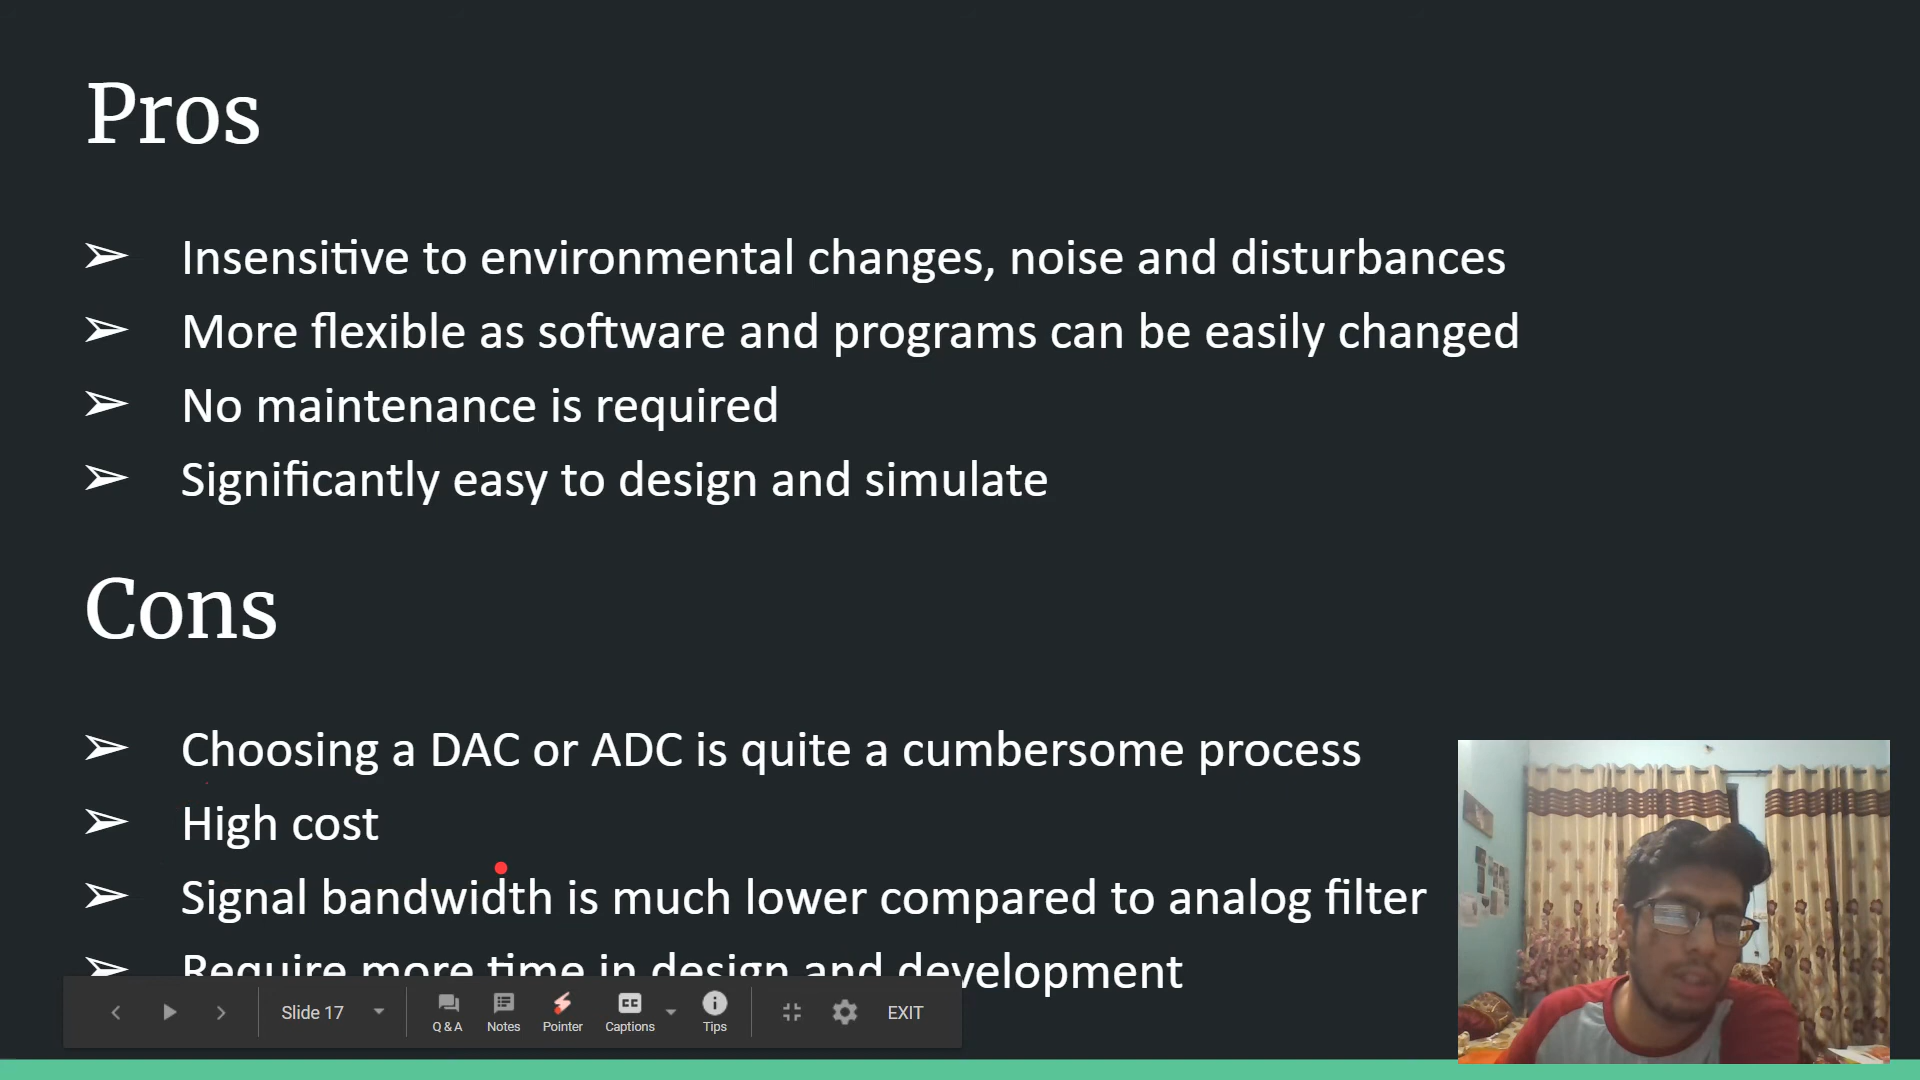 Pros
➢ Insensitive to environmental changes, noise and disturbances
➢ More flexible as software and programs can be easily changed
➢ No maintenance is required
➢ Significantly easy to design and simulate
Cons
➢ Choosing a DAC or ADC is quite a cumbersome process
➢ High cost
➢ Signal bandwidth is much lower compared to analog filter
➢ Require more time in design and development
Slide 17 Q & A Notes Pointer CC Captions Tips EXIT